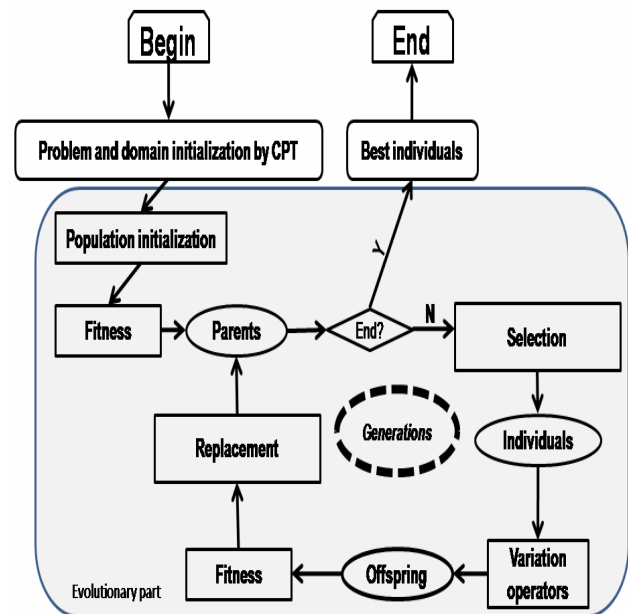 Begin
End
Problem and domain initialization by CPT
Best individuals
Population initialization
Y
Fitness
Parents
End?
N
Selection
Generations
Individuals
Replacement
Fitness
Offspring
Variation
operators
Evolutionary part